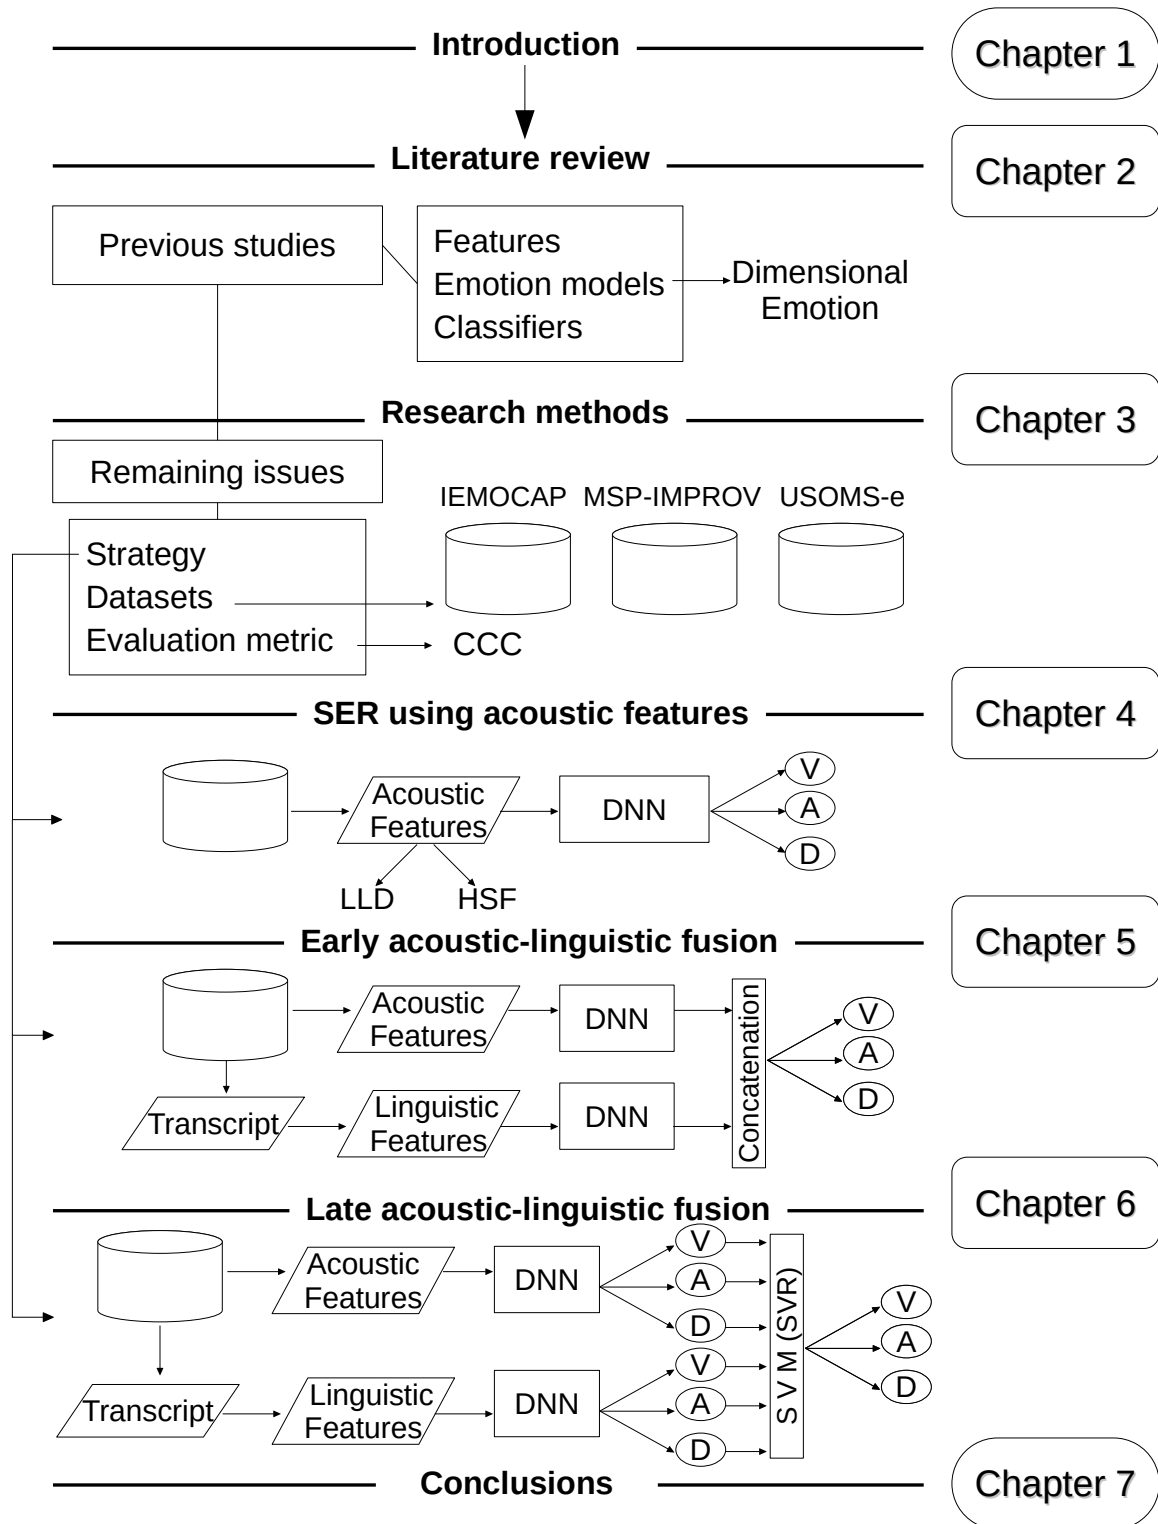 Introduction
Chapter 1
Literature review
Chapter 2
Previous studies
Features
Emotion models
Classifiers
Dimensional
Emotion
Research methods
Chapter 3
Remaining issues
IEMOCAP
MSP-IMPROV
USOMS-e
Strategy
Datasets
Evaluation metric
CCC
SER using acoustic features
Chapter 4
Acoustic
Features
DNN
V
A
D
LLD
HSF
Early acoustic-linguistic fusion
Chapter 5
Acoustic
Features
DNN
Transcript
Linguistic
Features
DNN
Concatenation
V
A
D
Late acoustic-linguistic fusion
Chapter 6
Acoustic
Features
DNN
V
A
D
Transcript
Linguistic
Features
DNN
V
A
D
S V M (SVR)
V
A
D
Conclusions
Chapter 7